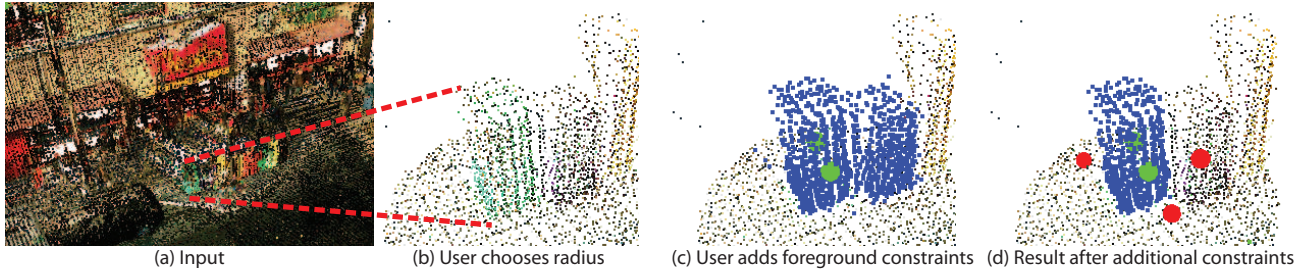 (a) Input
(b) User chooses radius
(c) User adds foreground constraints
(d) Result after additional constraints